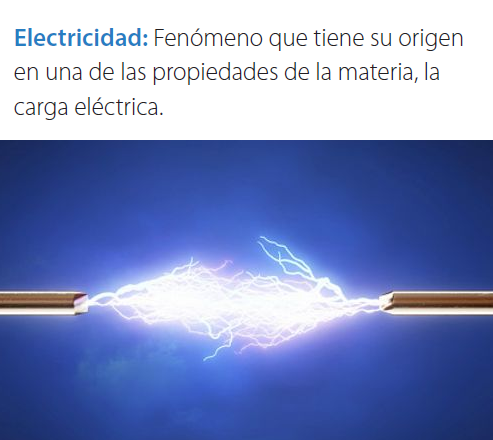 Electricidad: Fenómeno que tiene su origen
en una de las propiedades de la materia, la
carga eléctrica.